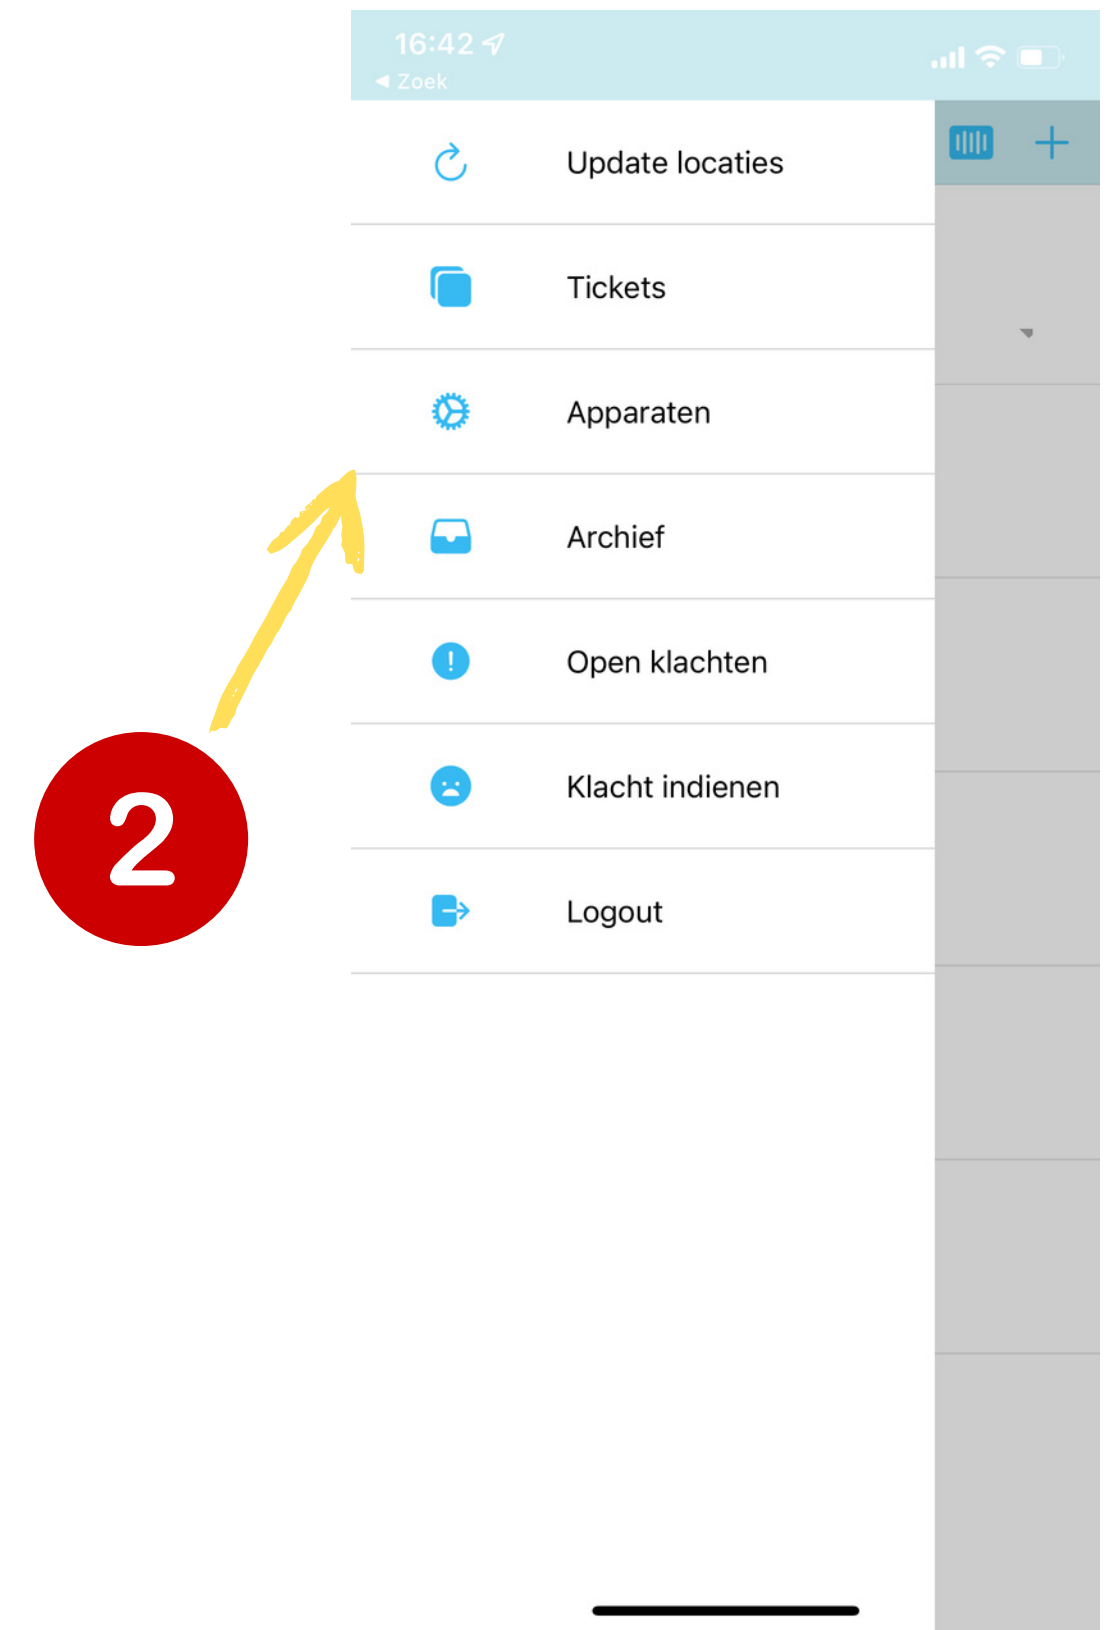 16:42
◀ Zoek
Update locaties
Tickets
Apparaten
Archief
Open klachten
Klacht indienen
Logout
2